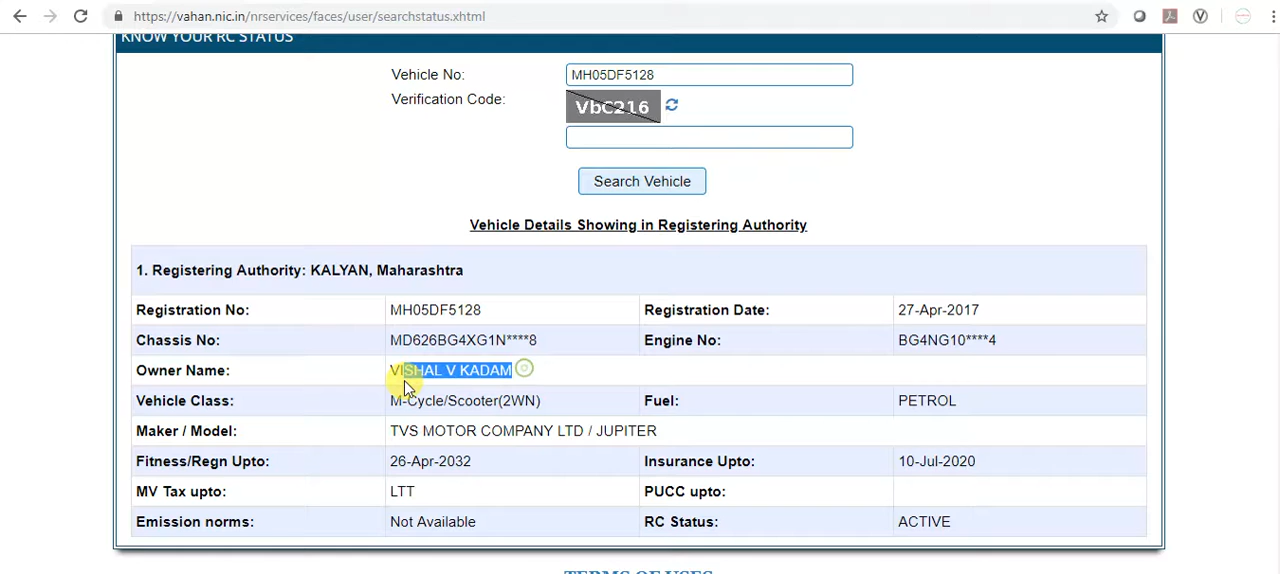 https://vahan.nic.in/nrservices/faces/user/searchstatus.xhtml
KNOW YOUR RC STATUS
Vehicle No: MH05DF5128
Verification Code: VbC216
Search Vehicle
Vehicle Details Showing in Registering Authority
1. Registering Authority: KALYAN, Maharashtra
Registration No: MH05DF5128 Registration Date: 27-Apr-2017
Chassis No: MD626BG4XG1N****8 Engine No: BG4NG10****4
Owner Name: VISHAL V KADAM
Vehicle Class: M-Cycle/Scooter(2WN) Fuel: PETROL
Maker / Model: TVS MOTOR COMPANY LTD / JUPITER
Fitness/Regn Upto: 26-Apr-2032 Insurance Upto: 10-Jul-2020
MV Tax upto: LTT PUCC upto:
Emission norms: Not Available RC Status: ACTIVE
TERMS OF USES